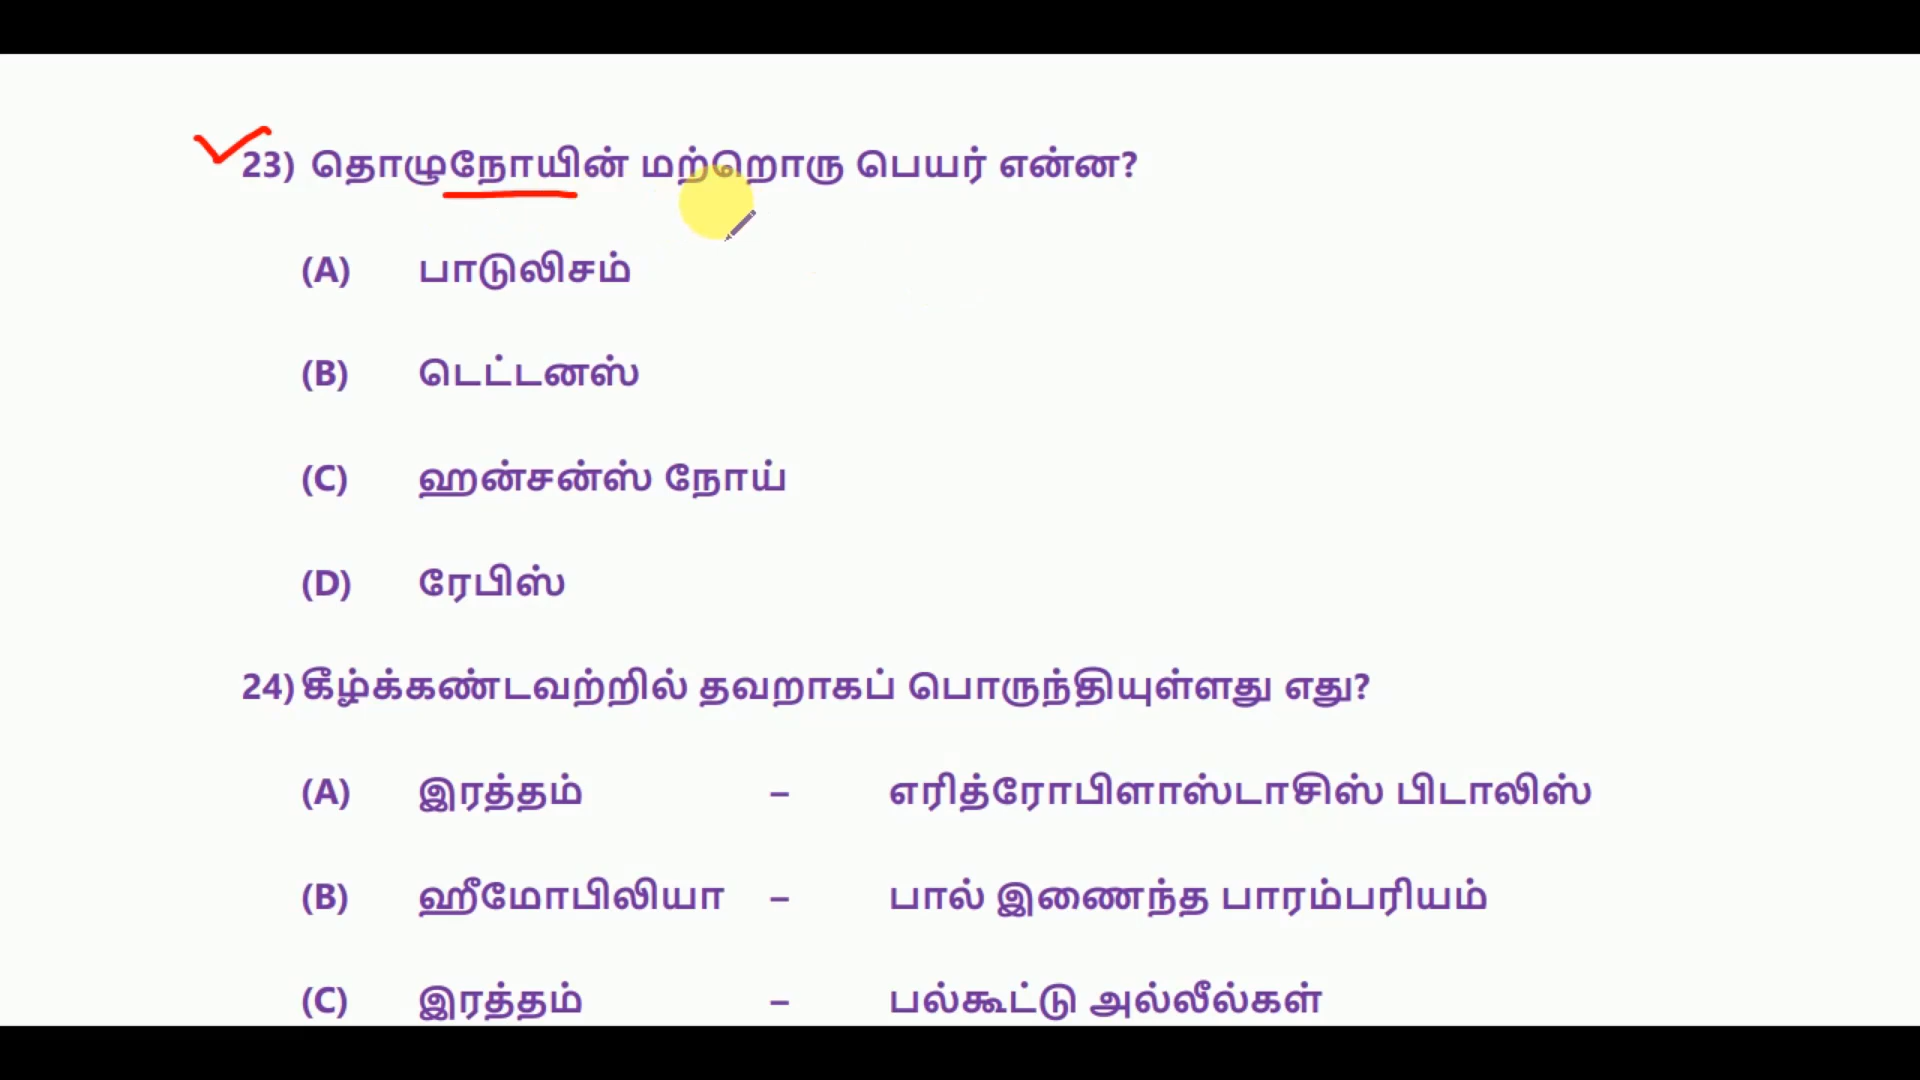 23) தொழுநோயின் மற்றொரு பெயர் என்ன?
(A) பாடுலிசம்
(B) டெட்டனஸ்
(C) ஹன்சன்ஸ் நோய்
(D) ரேபிஸ்
24) கீழ்க்கண்டவற்றில் தவறாகப் பொருந்தியுள்ளது எது?
(A) இரத்தம் – எரித்ரோபிளாஸ்டாசிஸ் பிடாலிஸ்
(B) ஹீமோபிலியா – பால் இணைந்த பாரம்பரியம்
(C) இரத்தம் – பல்கூட்டு அல்லீல்கள்